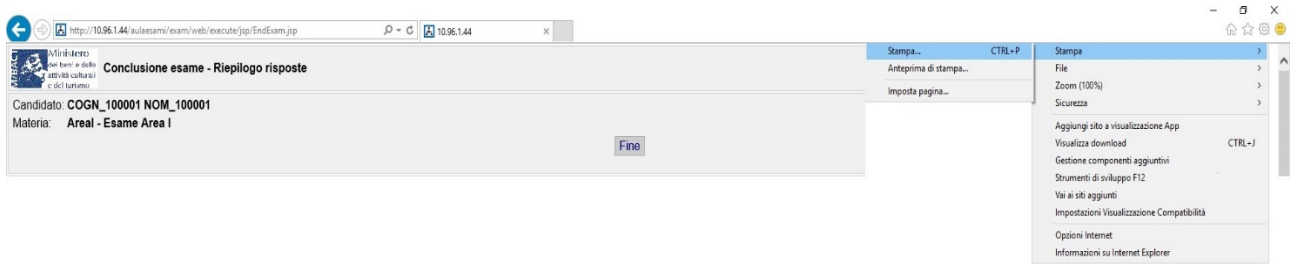 http://10.96.1.44/aulaesami/exam/web/execute/jsp/EndExam.jsp
10.96.1.44
Ministero
dei beni e delle
attività culturali
e del turismo
MiBACT
Conclusione esame - Riepilogo risposte
Candidato: COGN_100001 NOM_100001
Materia: AreaI - Esame Area I
Fine
Stampa... CTRL+P
Anteprima di stampa...
Imposta pagina...
Stampa
File
Zoom (100%)
Sicurezza
Aggiungi sito a visualizzazione App
Visualizza download CTRL+J
Gestione componenti aggiuntivi
Strumenti di sviluppo F12
Vai ai siti aggiunti
Impostazioni Visualizzazione Compatibilità
Opzioni Internet
Informazioni su Internet Explorer